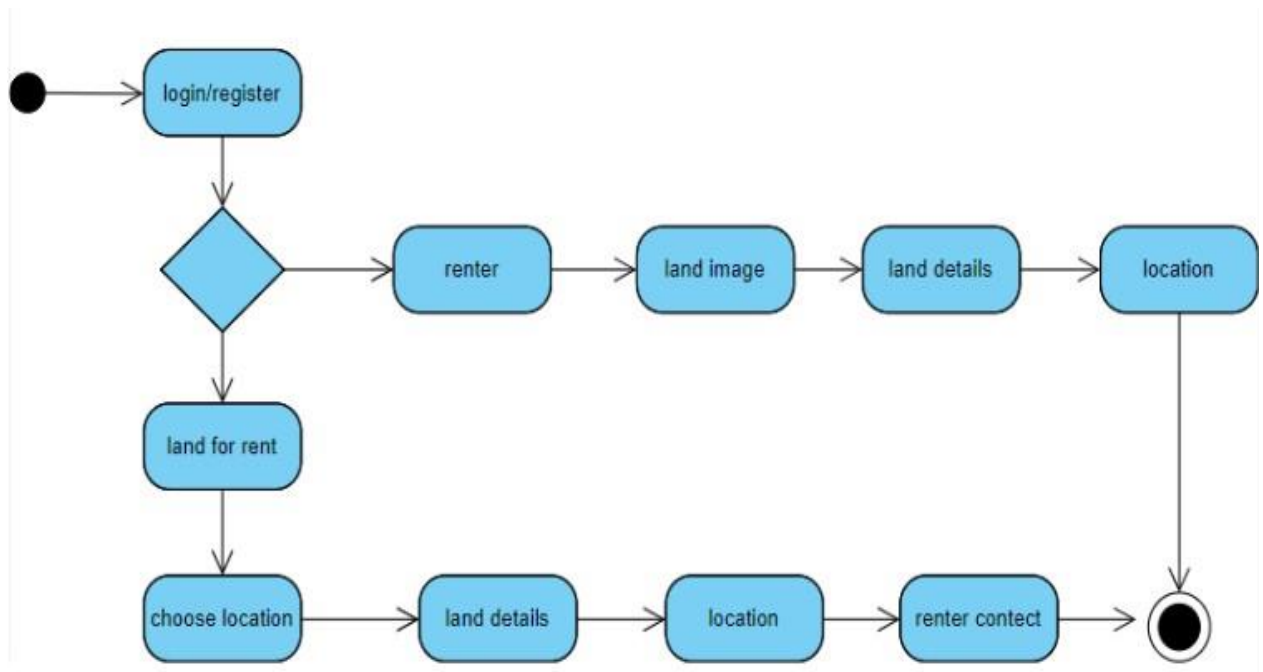 login/register
renter
land image
land details
location
land for rent
choose location
land details
location
renter contect